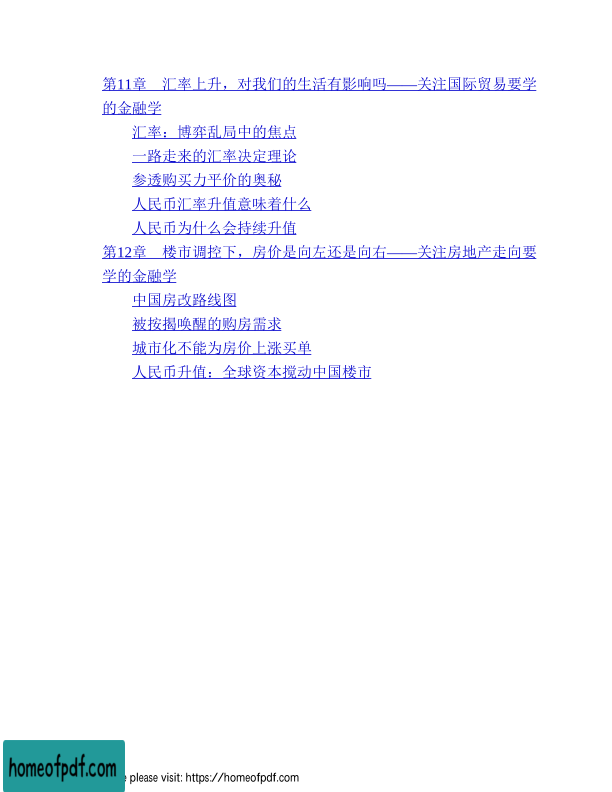 第11章　汇率上升，对我们的生活有影响吗——关注国际贸易要学
的金融学
汇率：博弈乱局中的焦点
一路走来的汇率决定理论
参透购买力平价的奥秘
人民币汇率升值意味着什么
人民币为什么会持续升值
第12章　楼市调控下，房价是向左还是向右——关注房地产走向要
学的金融学
中国房改路线图
被按揭唤醒的购房需求
城市化不能为房价上涨买单
人民币升值：全球资本搅动中国楼市
homeofpdf.com
please visit: https://homeofpdf.com